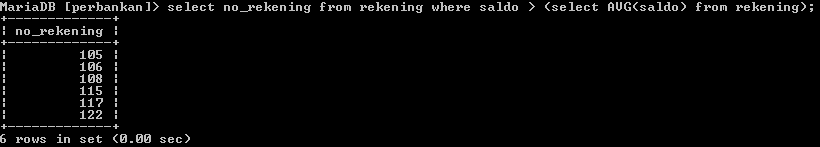 MariaDB [perbankan]> select no_rekening from rekening where saldo > (select AVG(saldo) from rekening);
+-------------+
¦ no_rekening ¦
+-------------+
¦         105 ¦
¦         106 ¦
¦         108 ¦
¦         115 ¦
¦         117 ¦
¦         122 ¦
+-------------+
6 rows in set (0.00 sec)